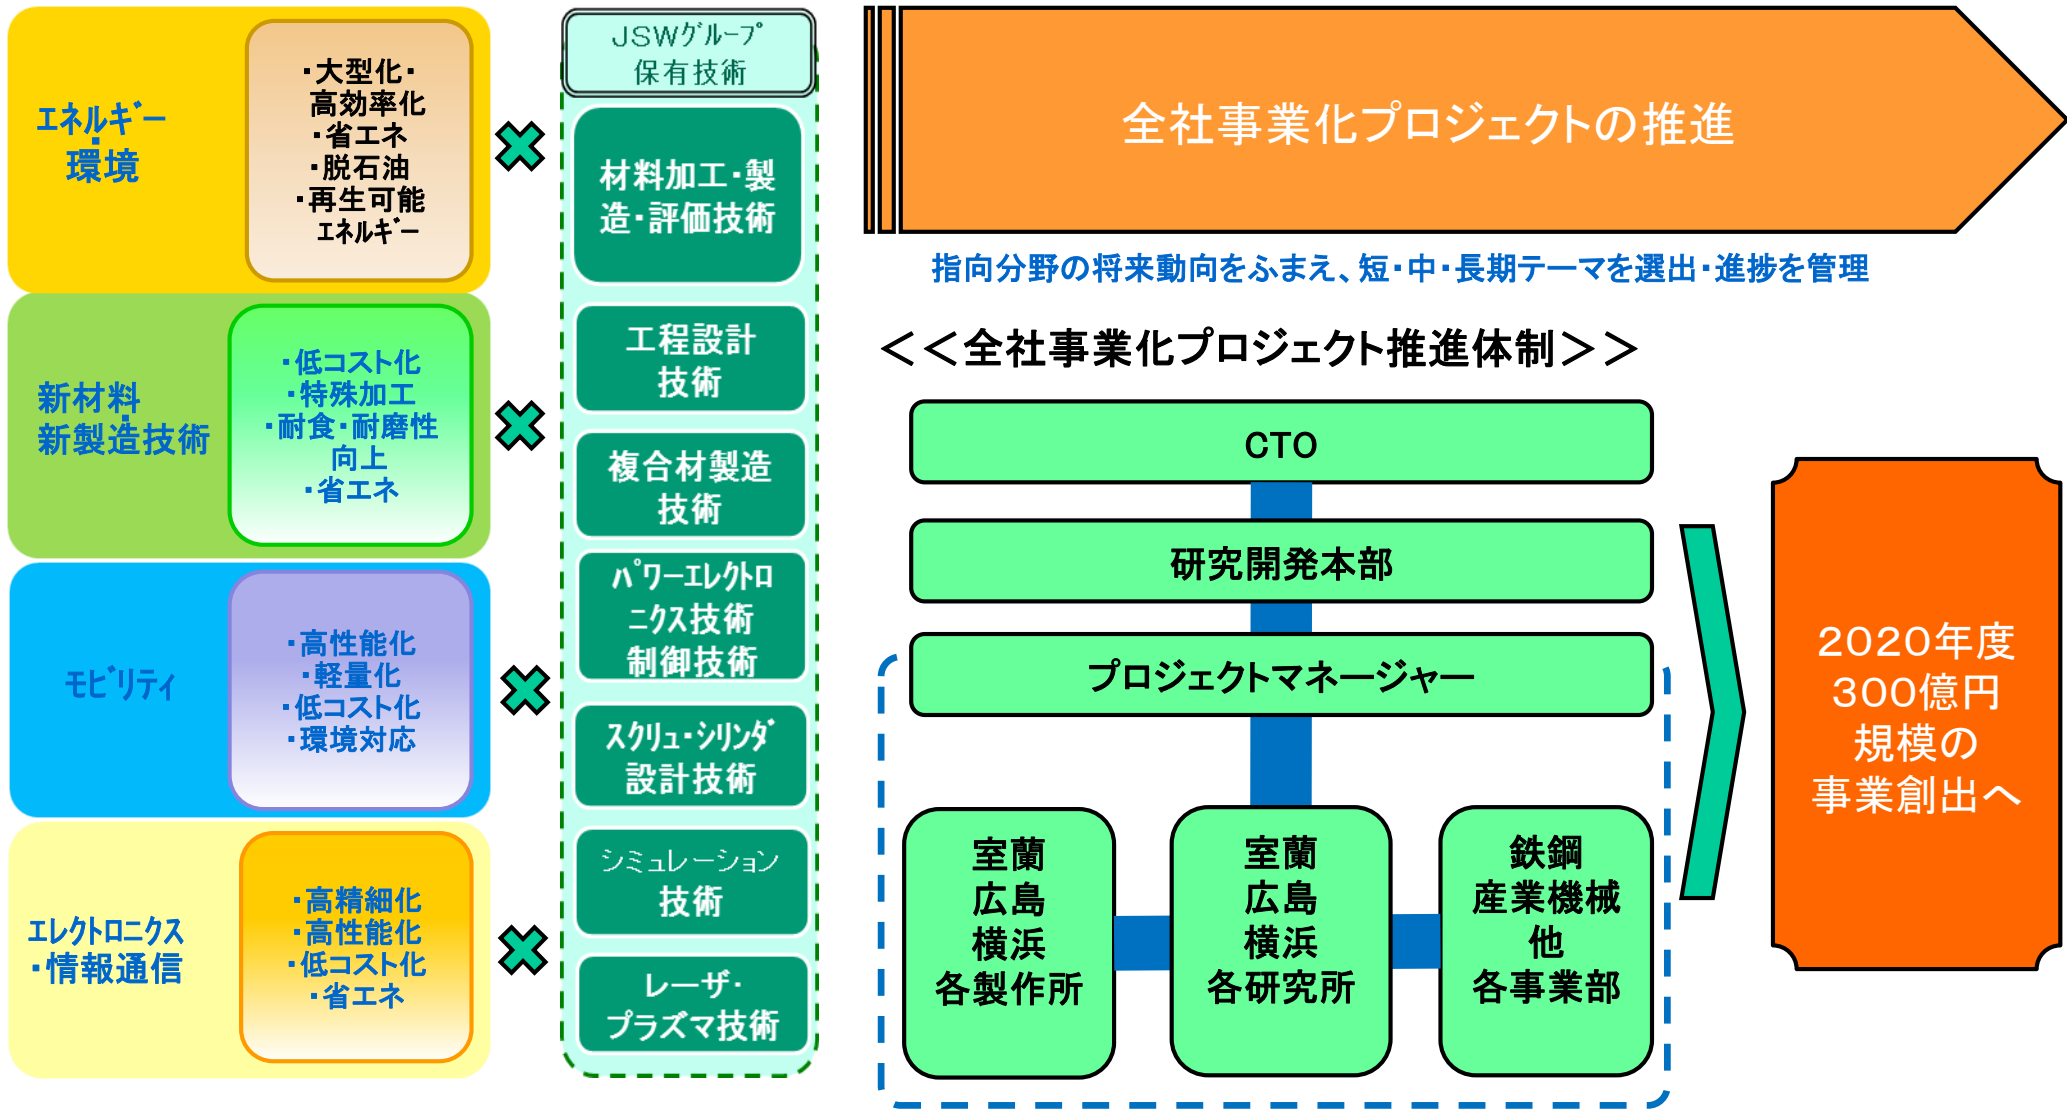 エネルギー
・
環境
・大型化・
高効率化
・省エネ
・脱石油
・再生可能
エネルギー
新材料
・
新製造技術
・低コスト化
・特殊加工
・耐食・耐磨性
向上
・省エネ
モビリティ
・高性能化
・軽量化
・低コスト化
・環境対応
エレクトロニクス
・情報通信
・高精細化
・高性能化
・低コスト化
・省エネ
JSWグループ
保有技術
材料加工・製
造・評価技術
工程設計
技術
複合材製造
技術
パワーエレクトロ
ニクス技術
制御技術
スクリュ・シリンダ
設計技術
シミュレーション
技術
レーザ・
プラズマ技術
全社事業化プロジェクトの推進
指向分野の将来動向をふまえ、短・中・長期テーマを選出・進捗を管理
＜＜全社事業化プロジェクト推進体制＞＞
CTO
研究開発本部
プロジェクトマネージャー
室蘭
広島
横浜
各製作所
室蘭
広島
横浜
各研究所
鉄鋼
産業機械
他
各事業部
2020年度
300億円
規模の
事業創出へ